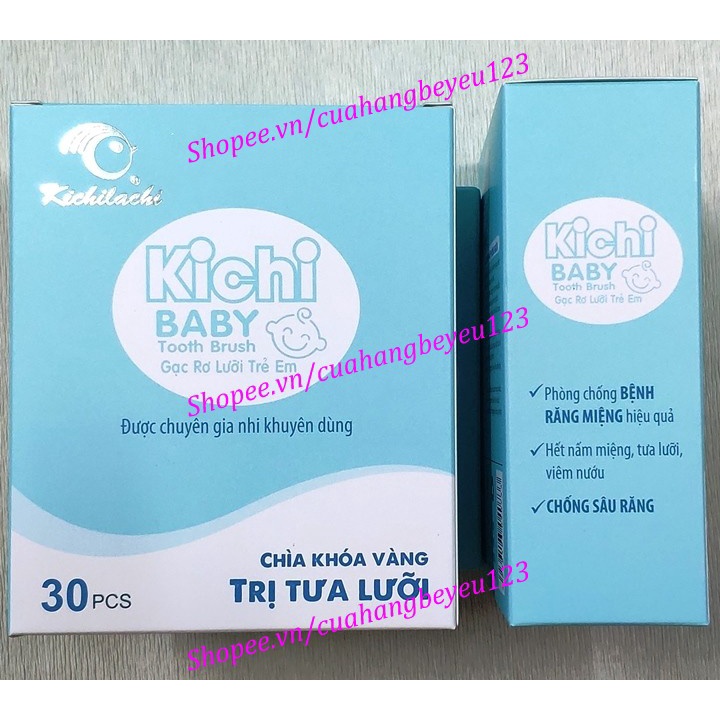 Shopee.vn/cuahangbeyeu123
Kichilachi
Kichi
BABY
Tooth Brush
Gạc Rơ Lưỡi Trẻ Em
Shopee.vn/cuahangbeyeu123
Được chuyên gia nhi khuyên dùng
CHÌA KHÓA VÀNG
TRỊ TƯA LƯỠI
30 PCS
Shopee.vn/cuahangbeyeu123
Kichi
BABY
Tooth Brush
Gạc Rơ Lưỡi Trẻ Em
Phòng chống BỆNH
RĂNG MIỆNG hiệu quả
Hết nấm miệng, tưa lưỡi,
viêm nướu
CHỐNG SÂU RĂNG